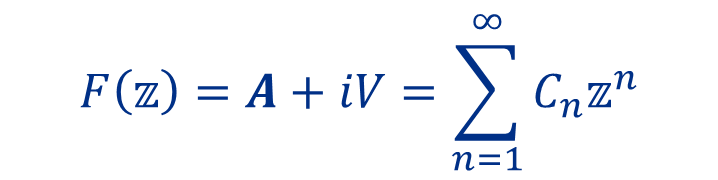 F(𝕫) = A + iV = ∑_{n=1}^{∞} C_n 𝕫^n